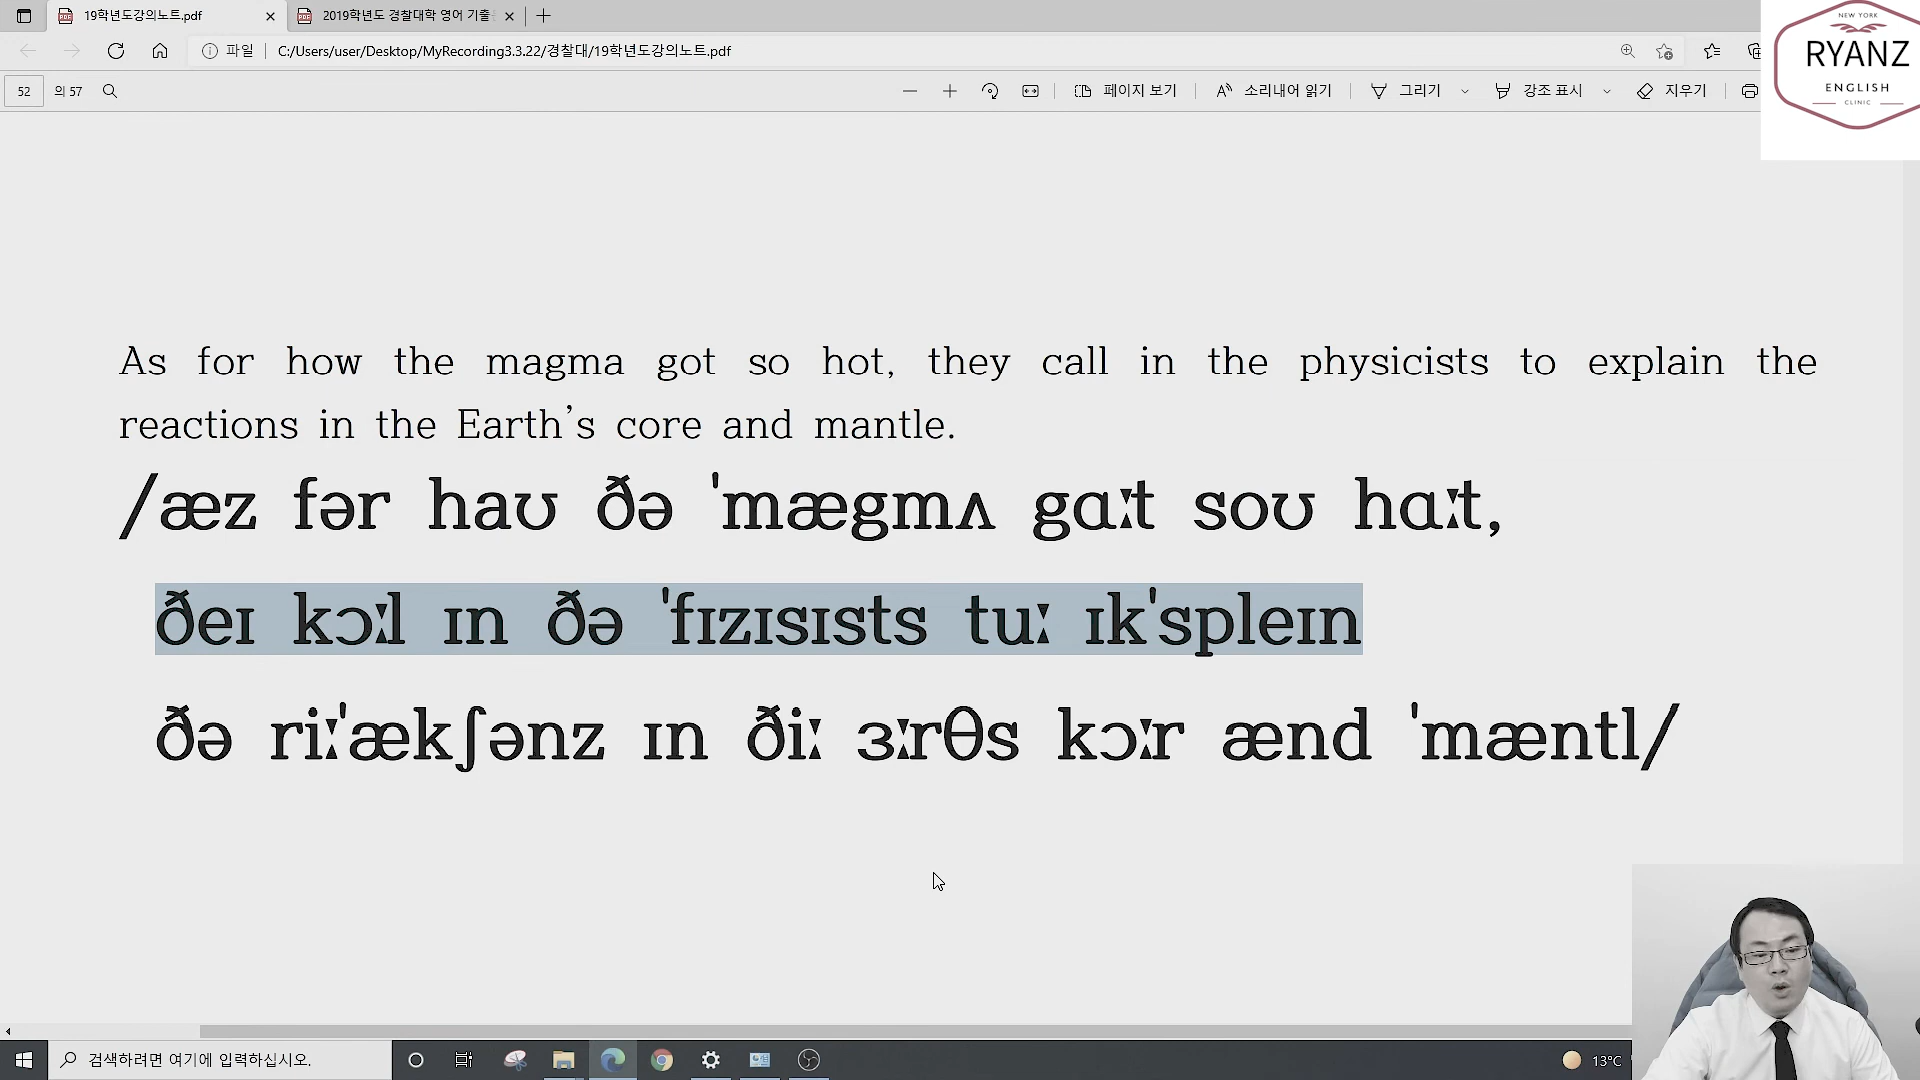 19학년도강의노트.pdf
2019학년도 경찰대학 영어 기출
파일
C:/Users/user/Desktop/MyRecording3.3.22/경찰대/19학년도강의노트.pdf
52 의 57
페이지 보기
소리내어 읽기
그리기
강조 표시
지우기
NEW YORK
RYANZ
ENGLISH
CLINIC
As for how the magma got so hot, they call in the physicists to explain the
reactions in the Earth's core and mantle.
/æz fər haʊ ðə ˈmægmʌ gɑːt soʊ hɑːt,
ðeɪ kɔːl ɪn ðə ˈfɪzɪsɪsts tuː ɪkˈspleɪn
ðə riːˈækʃənz ɪn ðiː ɜːrθs kɔːr ænd ˈmæntl/
검색하려면 여기에 입력하십시오.
13°C